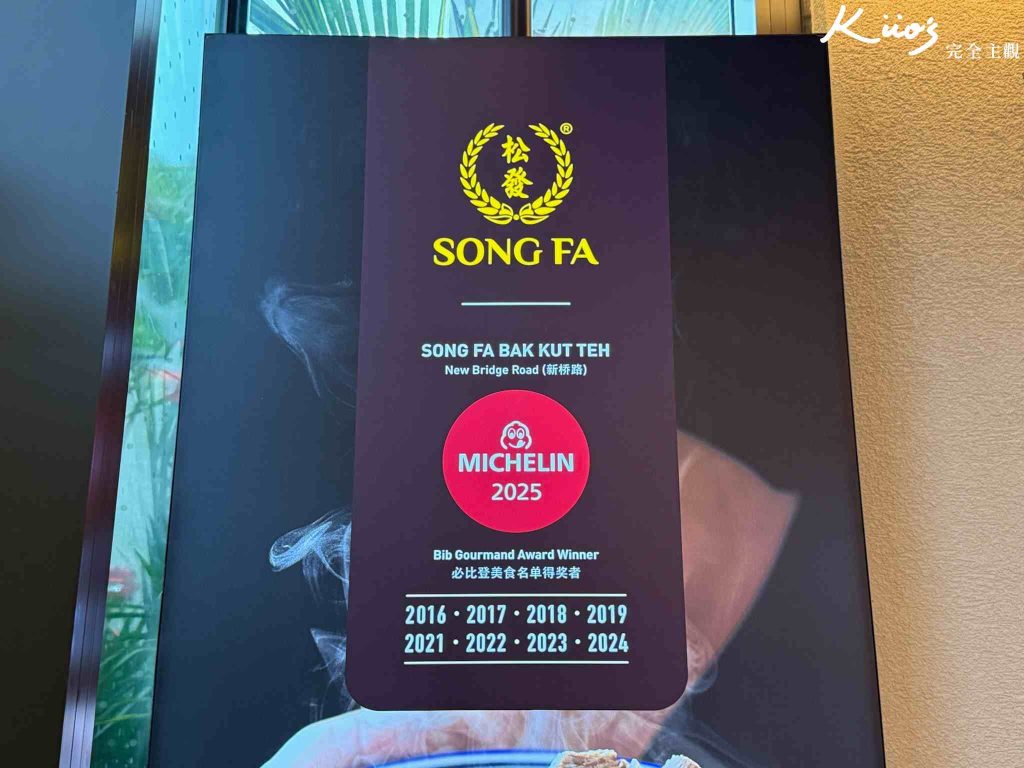 Küo's
完全主觀
松
發
®
SONG FA
SONG FA BAK KUT TEH
New Bridge Road (新桥路)
MICHELIN
2025
Bib Gourmand Award Winner
必比登美食名单得奖者
2016 • 2017 • 2018 • 2019
2021 • 2022 • 2023 • 2024